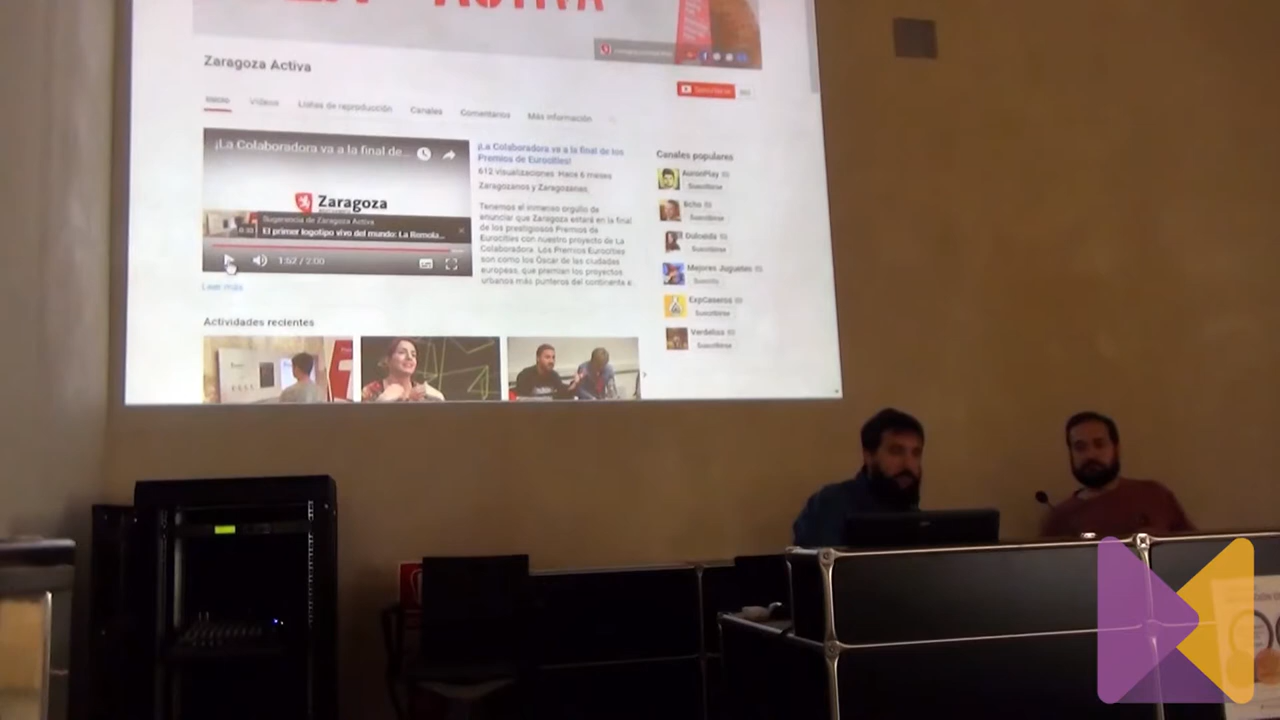 ACTIVA
Zaragoza Activa
Inicio Vídeos Listas de reproducción Canales Comentarios Más información
¡La Colaboradora va a la final de...
Zaragoza
Sugerencia de Zaragoza Activa
El primer logotipo vivo del mundo: La Remola...
0:33
1:52 / 2:00
Leer más
¡La Colaboradora va a la final de los
Premios de Eurocities!
612 visualizaciones Hace 6 meses
Zaragozanos y Zaragozanas,
Tenemos el inmenso orgullo de
anunciar que Zaragoza estará en la final
de los prestigiosos Premios de
Eurocities con nuestro proyecto de La
Colaboradora. Los Premios Eurocities
son como los Óscar de las ciudades
europeas, que premian los proyectos
urbanos más punteros del continente e
Suscribirse
Canales populares
AuronPlay
Suscribirse
8cho
Suscribirse
Dulceida
Suscribirse
Mejores Juguetes
Suscrito
ExpCaseros
Suscribirse
Verdeliss
Suscribirse
Actividades recientes